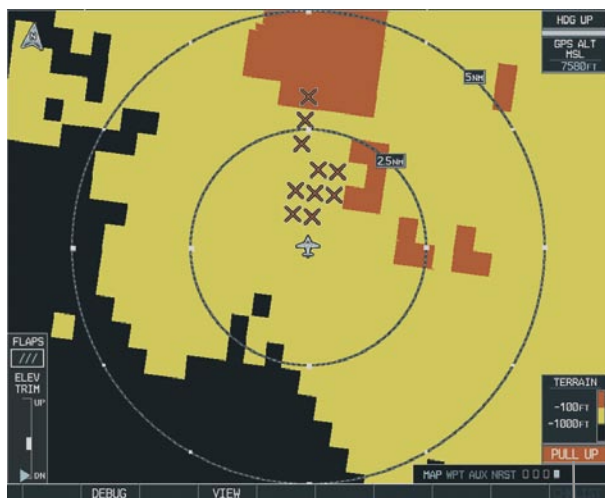 N
HDG UP
GPS ALT
MSL
7580FT
5NM
2.5NM
FLAPS
ELEV
TRIM
UP
DN
TERRAIN
-100FT
-1000FT
PULL UP
MAP WPT AUX NRST
DEBUG
VIEW